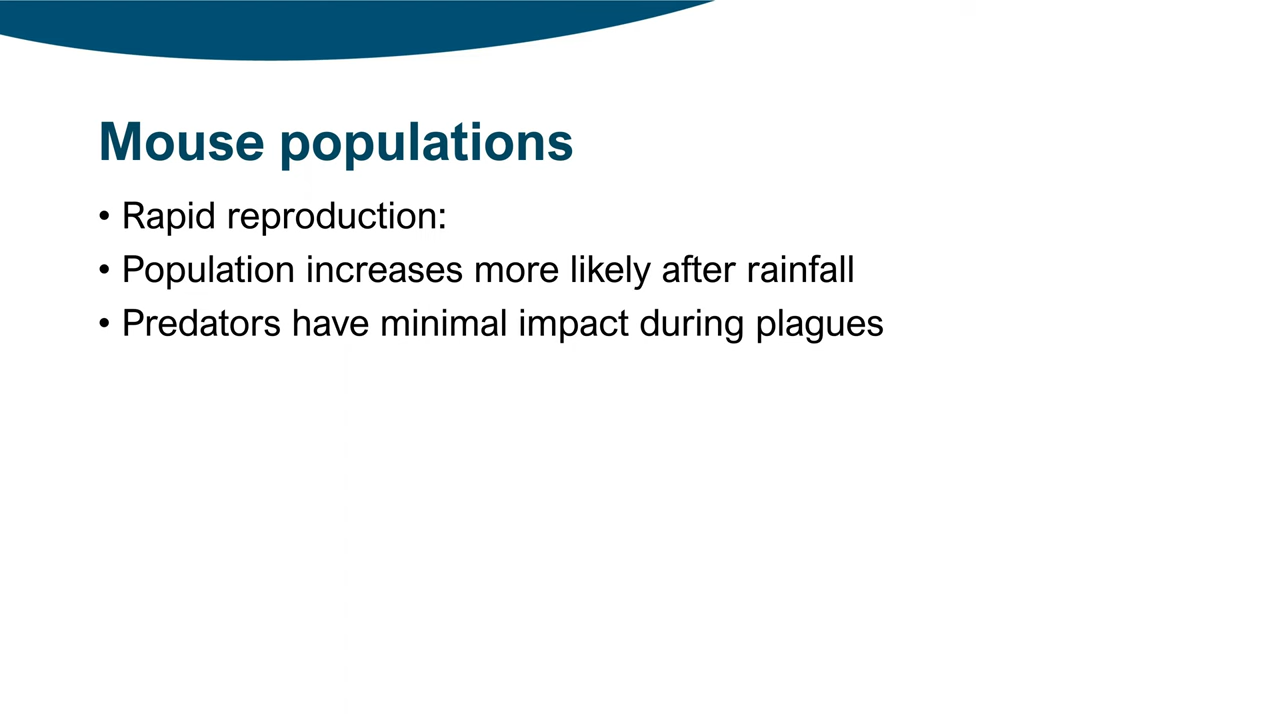 Mouse populations
• Rapid reproduction:
• Population increases more likely after rainfall
• Predators have minimal impact during plagues